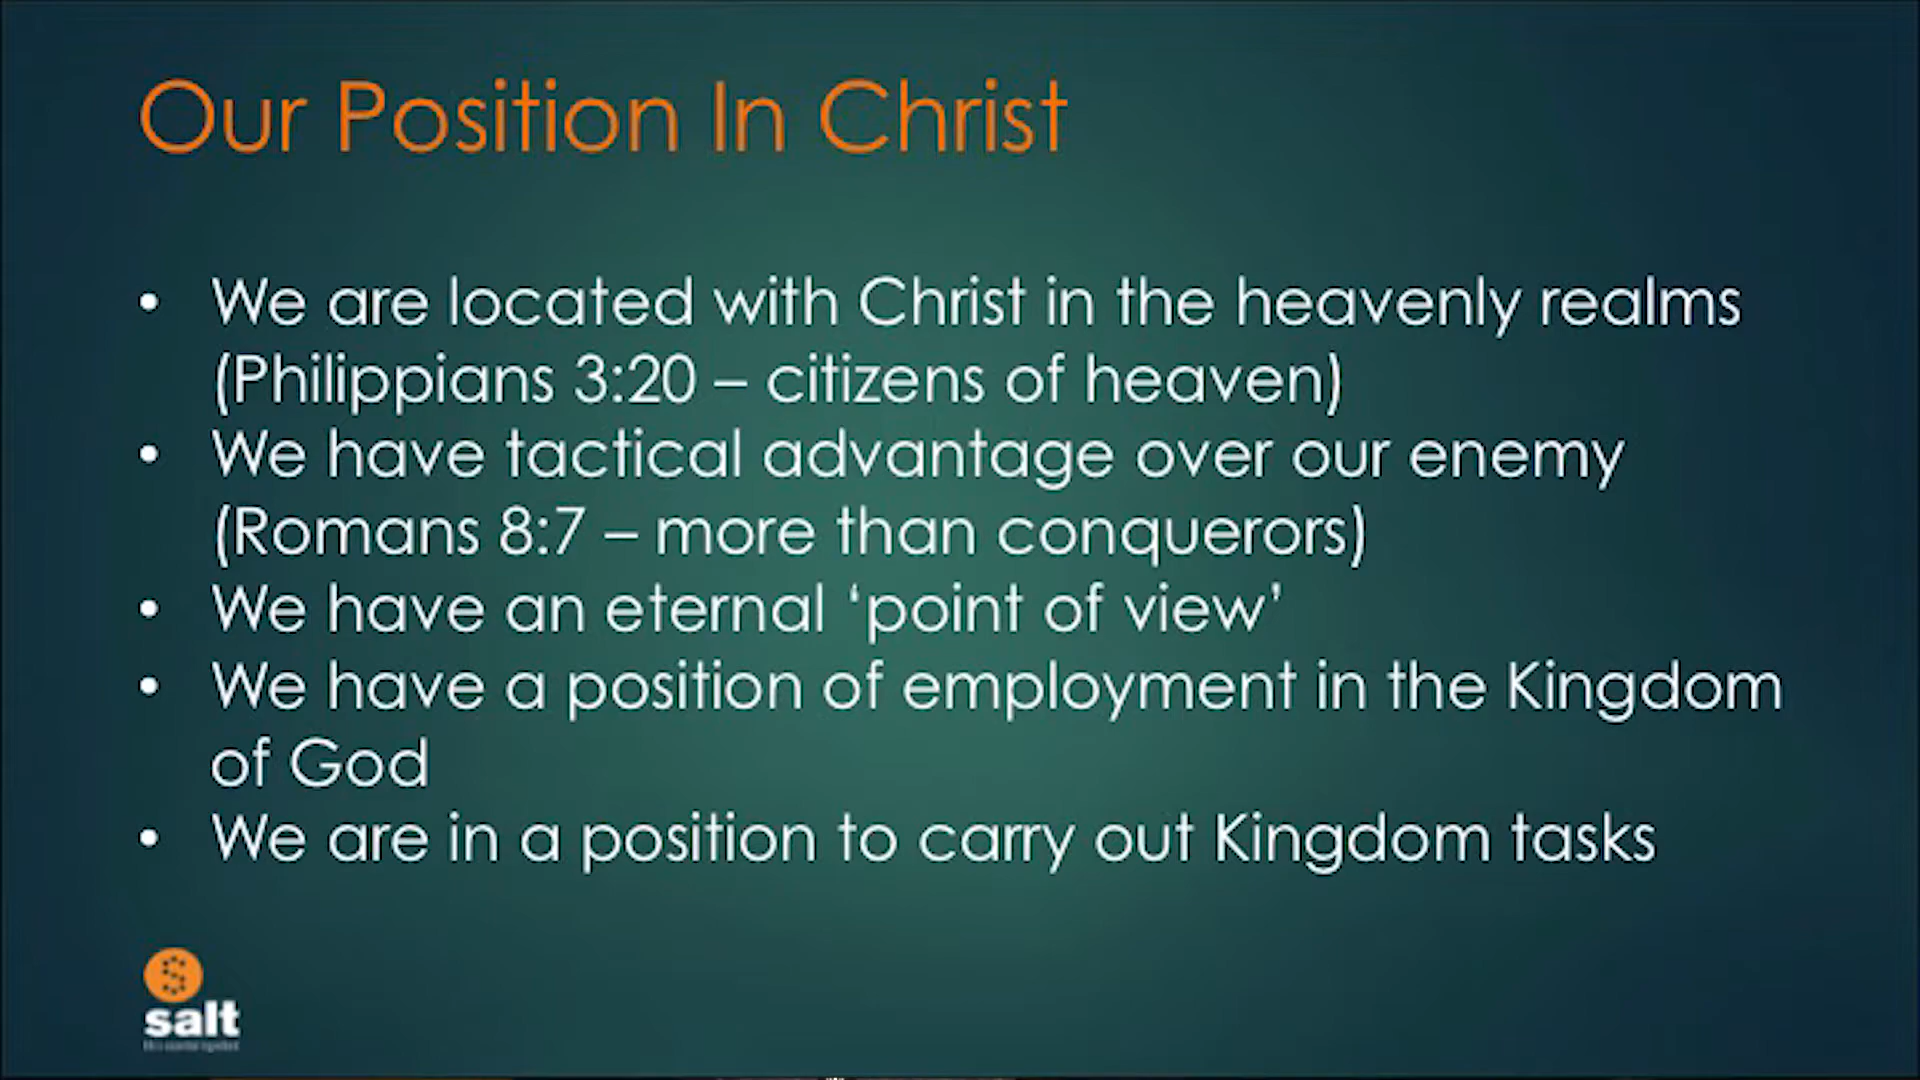 Our Position In Christ
• We are located with Christ in the heavenly realms
(Philippians 3:20 – citizens of heaven)
• We have tactical advantage over our enemy
(Romans 8:7 – more than conquerors)
• We have an eternal ‘point of view’
• We have a position of employment in the Kingdom
of God
• We are in a position to carry out Kingdom tasks
salt